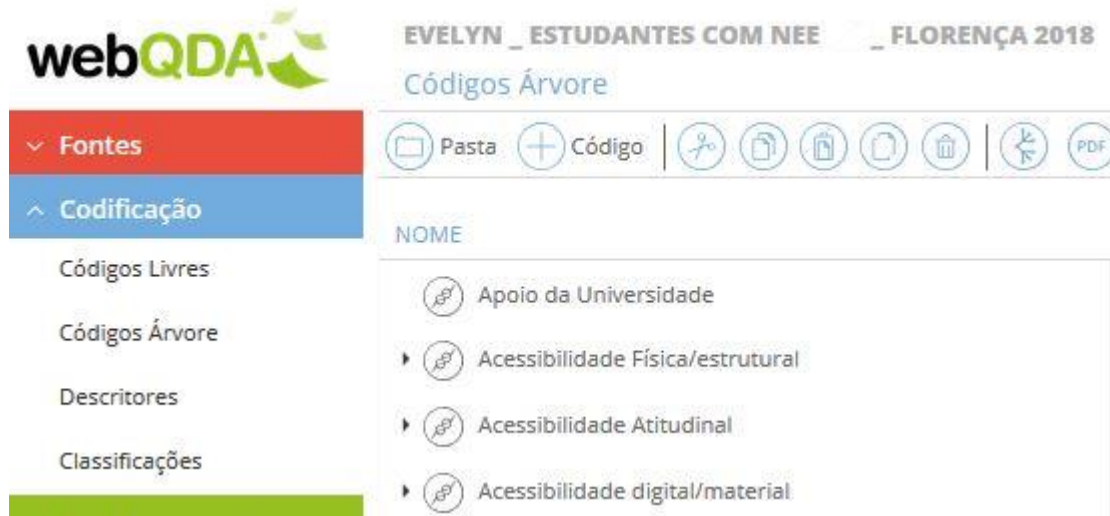 webQDA
EVELYN _ ESTUDANTES COM NEE _ FLORENÇA 2018
Códigos Árvore
Fontes
Pasta Código PDF
Codificação
NOME
Códigos Livres
Apoio da Universidade
Códigos Árvore
Acessibilidade Física/estrutural
Descritores
Acessibilidade Atitudinal
Classificações
Acessibilidade digital/material